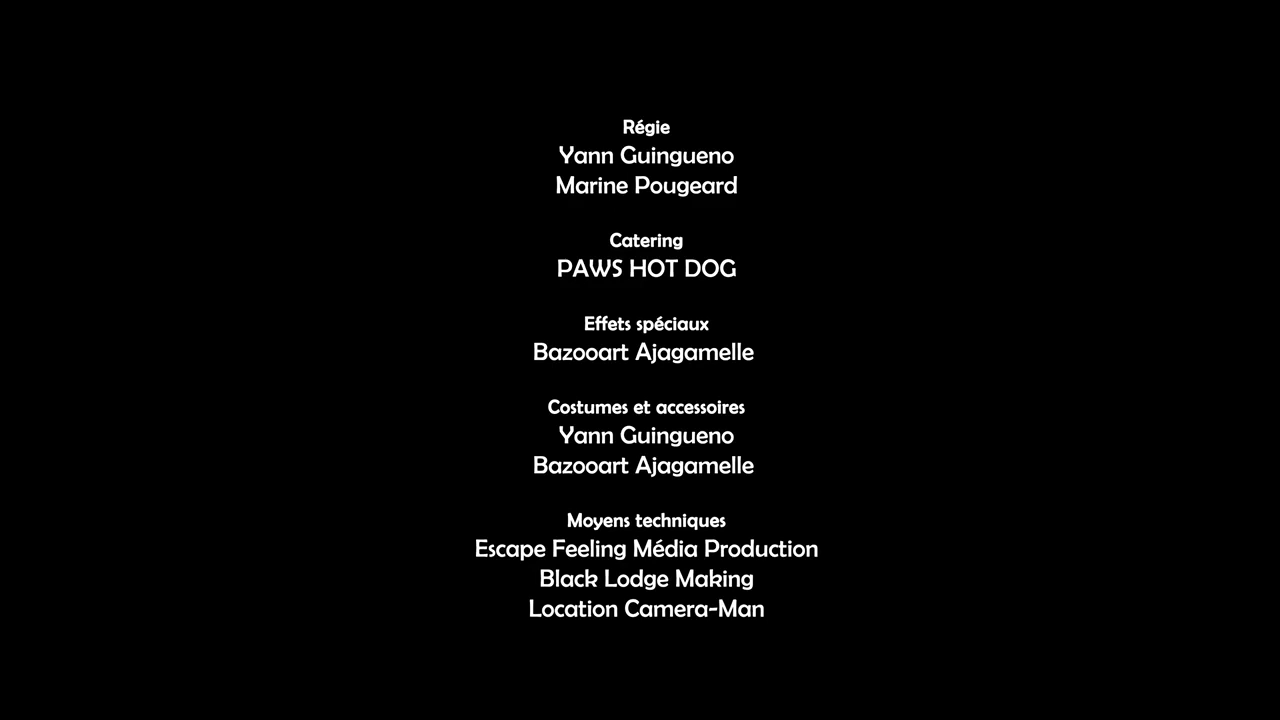 Régie
Yann Guingueno
Marine Pougeard
Catering
PAWS HOT DOG
Effets spéciaux
Bazooart Ajagamelle
Costumes et accessoires
Yann Guingueno
Bazooart Ajagamelle
Moyens techniques
Escape Feeling Média Production
Black Lodge Making
Location Camera-Man